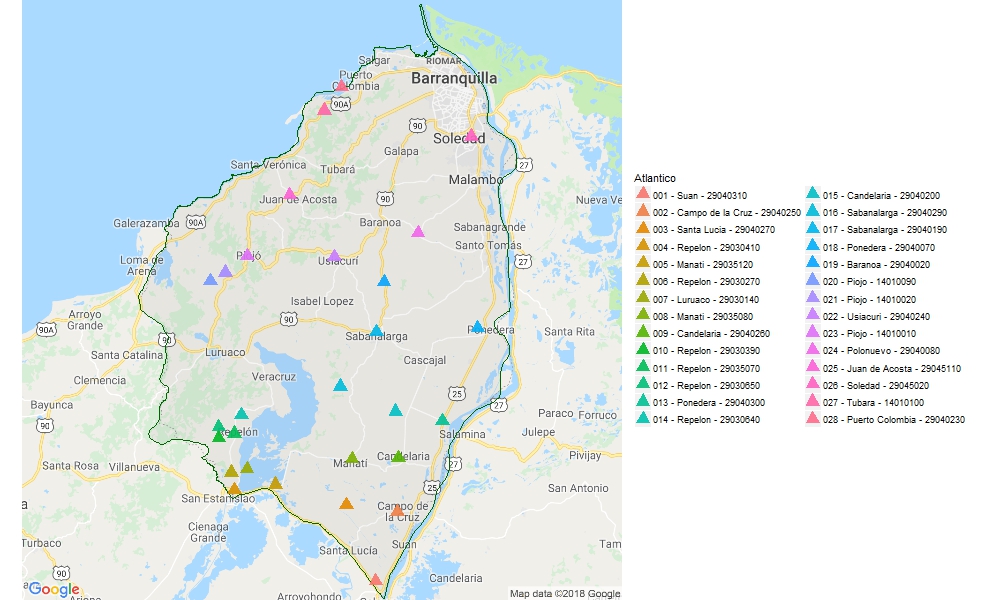 Salgar
RIOMAR
Puerto
Colombia
Barranquilla
90A
90
Soledad
Galapa
27
Santa Verónica
Tubará
Malambo
Juan de Acosta
90
Nueva Ve
Galerazamba
90A
Baranoa
Sabanagrande
Santo Tomás
Loma de
Arena
Piojó
Usiacurí
27
Isabel Lopez
Arroyo
Grande
90A
90
90
Sabanalarga
Ponedera
Santa Rita
Santa Catalina
Luruaco
Cascajal
Clemencia
Veracruz
25
Bayunca
27
Paraco
Forruco
45
Repelón
Salamina
Julepe
Santa Rosa
Villanueva
Manatí
Candelaria
27
Pivijay
San Estanislao
25
San Antonio
a
Campo de
la Cruz
Cienaga
Grande
Turbaco
Santa Lucía
Suan
Tam
90
Candelaria
Google
Arroyohondo
Map data ©2018 Google
Atlantico
001 - Suan - 29040310
002 - Campo de la Cruz - 29040250
003 - Santa Lucia - 29040270
004 - Repelon - 29030410
005 - Manati - 29035120
006 - Repelon - 29030270
007 - Luruaco - 29030140
008 - Manati - 29035080
009 - Candelaria - 29040260
010 - Repelon - 29030390
011 - Repelon - 29035070
012 - Repelon - 29030650
013 - Ponedera - 29040300
014 - Repelon - 29030640
015 - Candelaria - 29040200
016 - Sabanalarga - 29040290
017 - Sabanalarga - 29040190
018 - Ponedera - 29040070
019 - Baranoa - 29040020
020 - Piojo - 14010090
021 - Piojo - 14010020
022 - Usiacuri - 29040240
023 - Piojo - 14010010
024 - Polonuevo - 29040080
025 - Juan de Acosta - 29045110
026 - Soledad - 29045020
027 - Tubara - 14010100
028 - Puerto Colombia - 29040230